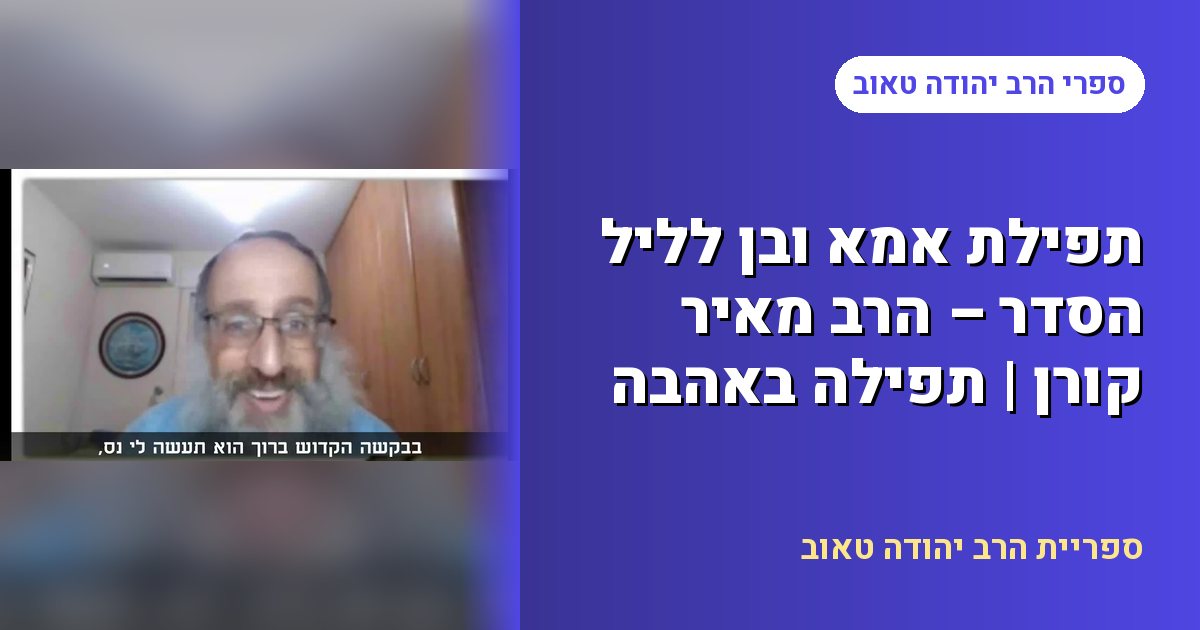 ספרי הרב יהודה טאוב
תפילת אמא ובן לליל
הסדר – הרב מאיר
קורן | תפילה באהבה
ספריית הרב יהודה טאוב
בבקשה הקדוש ברוך הוא תעשה לי נס,